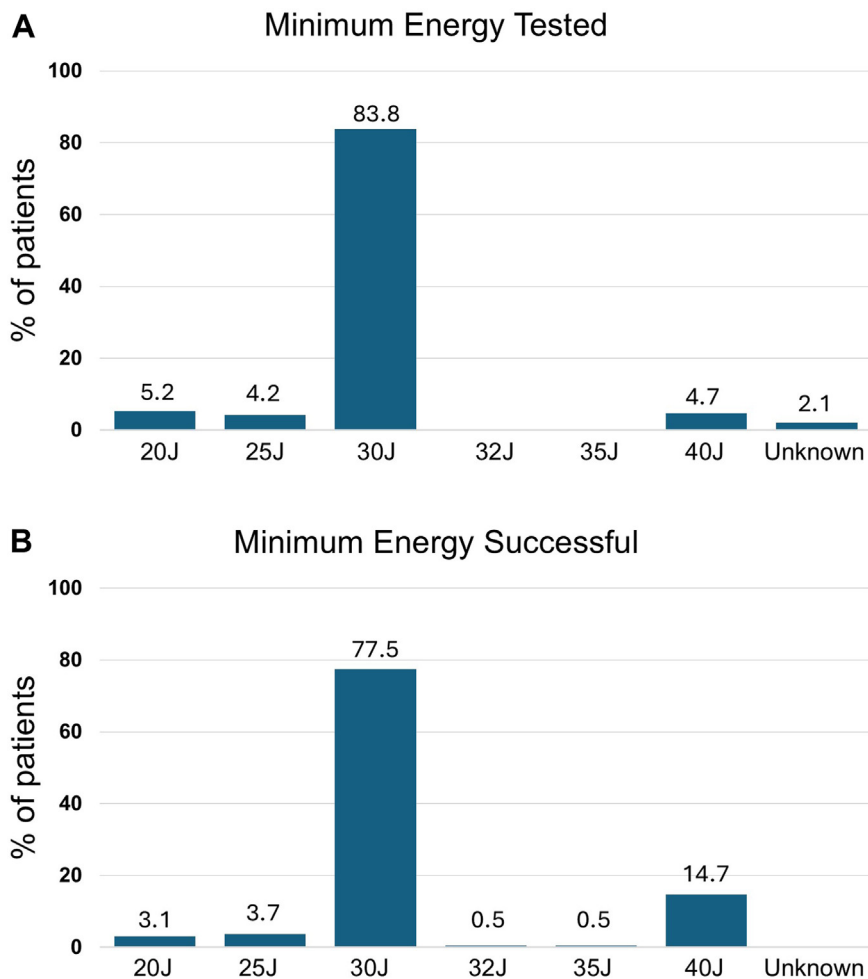 A
Minimum Energy Tested
% of patients
100
80
60
40
20
0
5.2
4.2
83.8
4.7
2.1
20J
25J
30J
32J
35J
40J
Unknown
B
Minimum Energy Successful
% of patients
100
80
60
40
20
0
3.1
3.7
77.5
0.5
0.5
14.7
20J
25J
30J
32J
35J
40J
Unknown